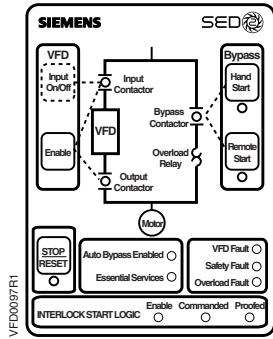 SIEMENS
SED
VFD
Input
On/Off
Enable
Input
Contactor
VFD
Output
Contactor
Bypass
Contactor
Overload
Relay
Motor
Bypass
Hand
Start
Remote
Start
STOP
RESET
Auto Bypass Enabled
Essential Services
VFD Fault
Safety Fault
Overload Fault
INTERLOCK START LOGIC
Enable
Commanded
Proofed
VFD0097R1